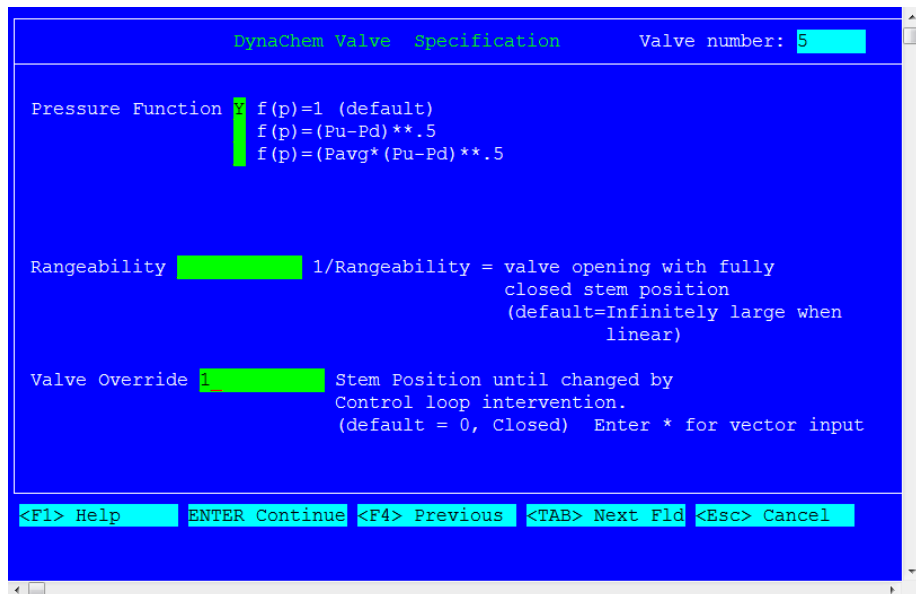 DynaChem Valve Specification Valve number: 5
Pressure Function Y f(p)=1 (default)
f(p)=(Pu-Pd)**.5
f(p)=(Pavg*(Pu-Pd)**.5
Rangeability 1/Rangeability = valve opening with fully
closed stem position
(default=Infinitely large when
linear)
Valve Override 1_ Stem Position until changed by
Control loop intervention.
(default = 0, Closed) Enter * for vector input
<F1> Help ENTER Continue <F4> Previous <TAB> Next Fld <Esc> Cancel